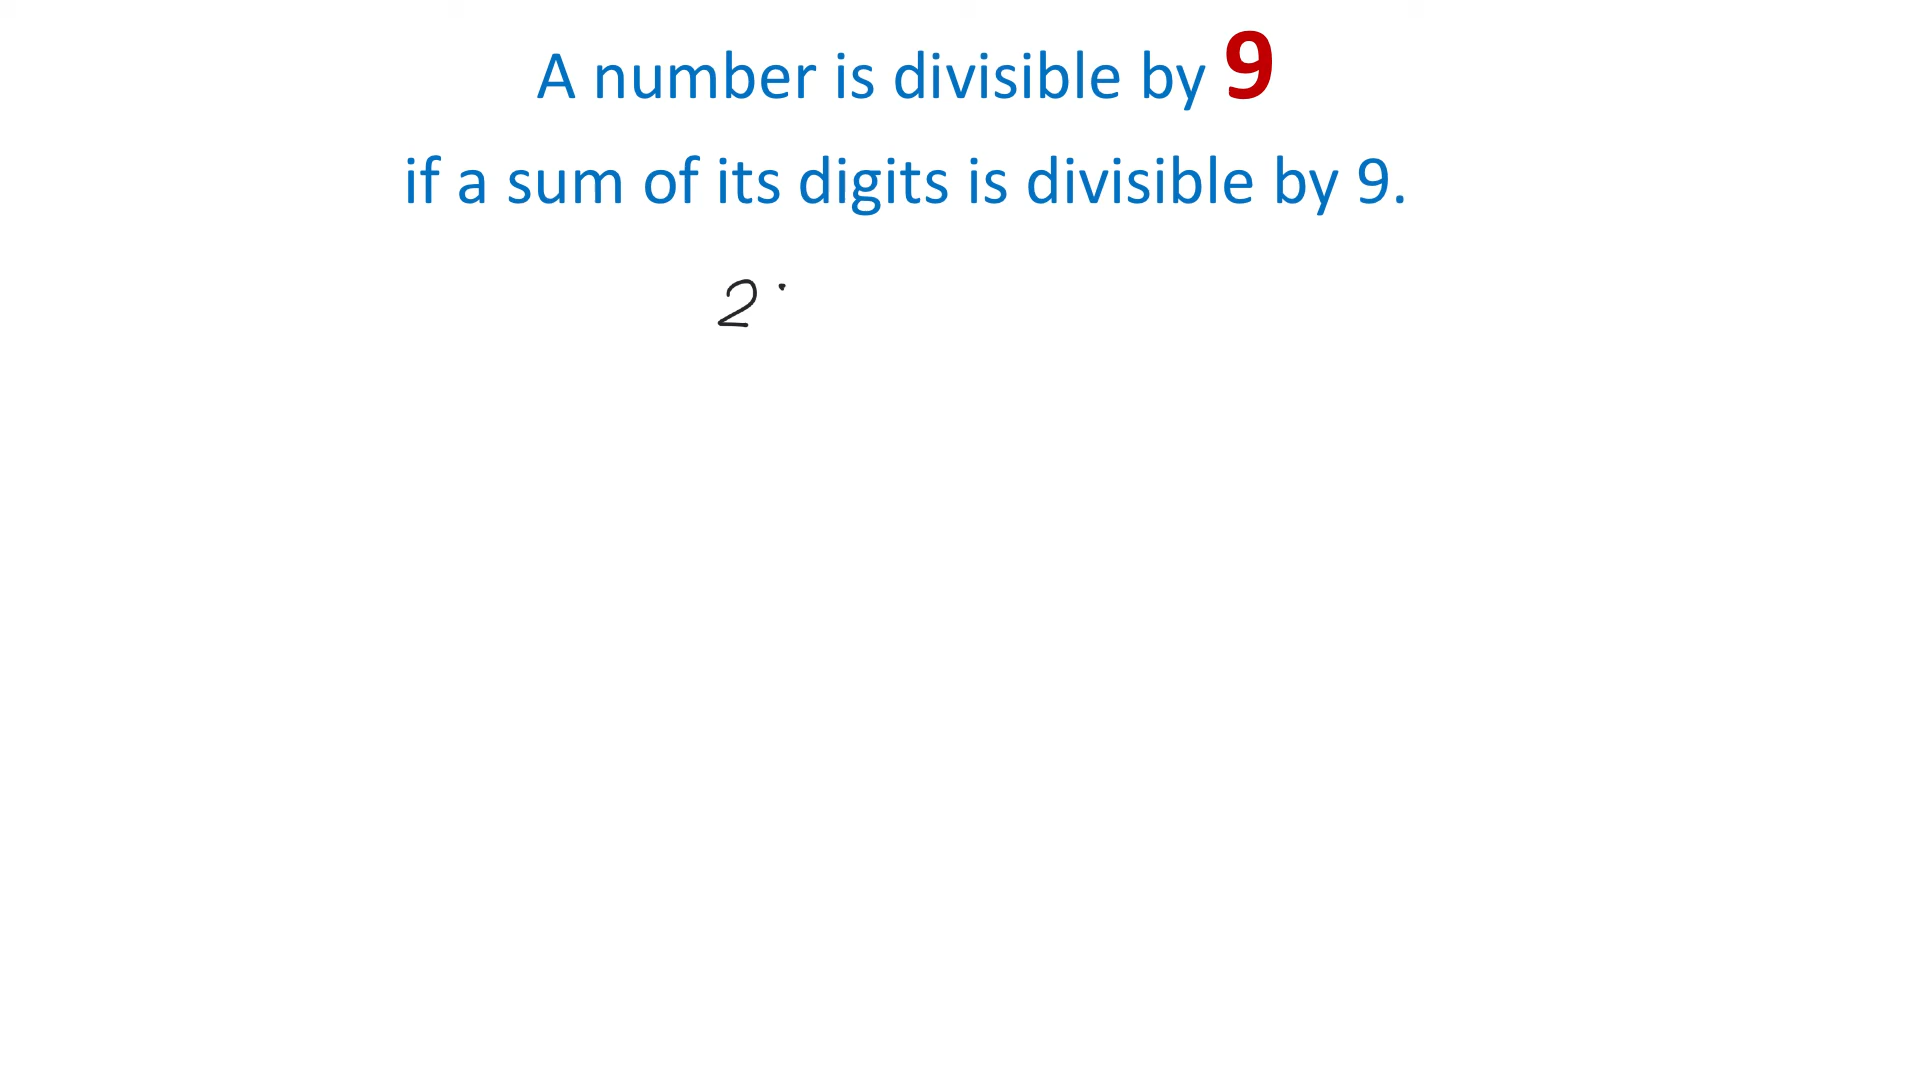 A number is divisible by 9
if a sum of its digits is divisible by 9.
2